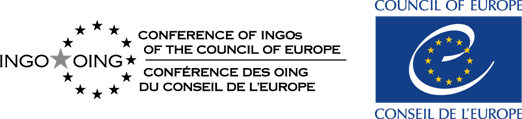 INGO OING
CONFERENCE OF INGOs
OF THE COUNCIL OF EUROPE
CONFÉRENCE DES OING
DU CONSEIL DE L'EUROPE
COUNCIL OF EUROPE
CONSEIL DE L'EUROPE